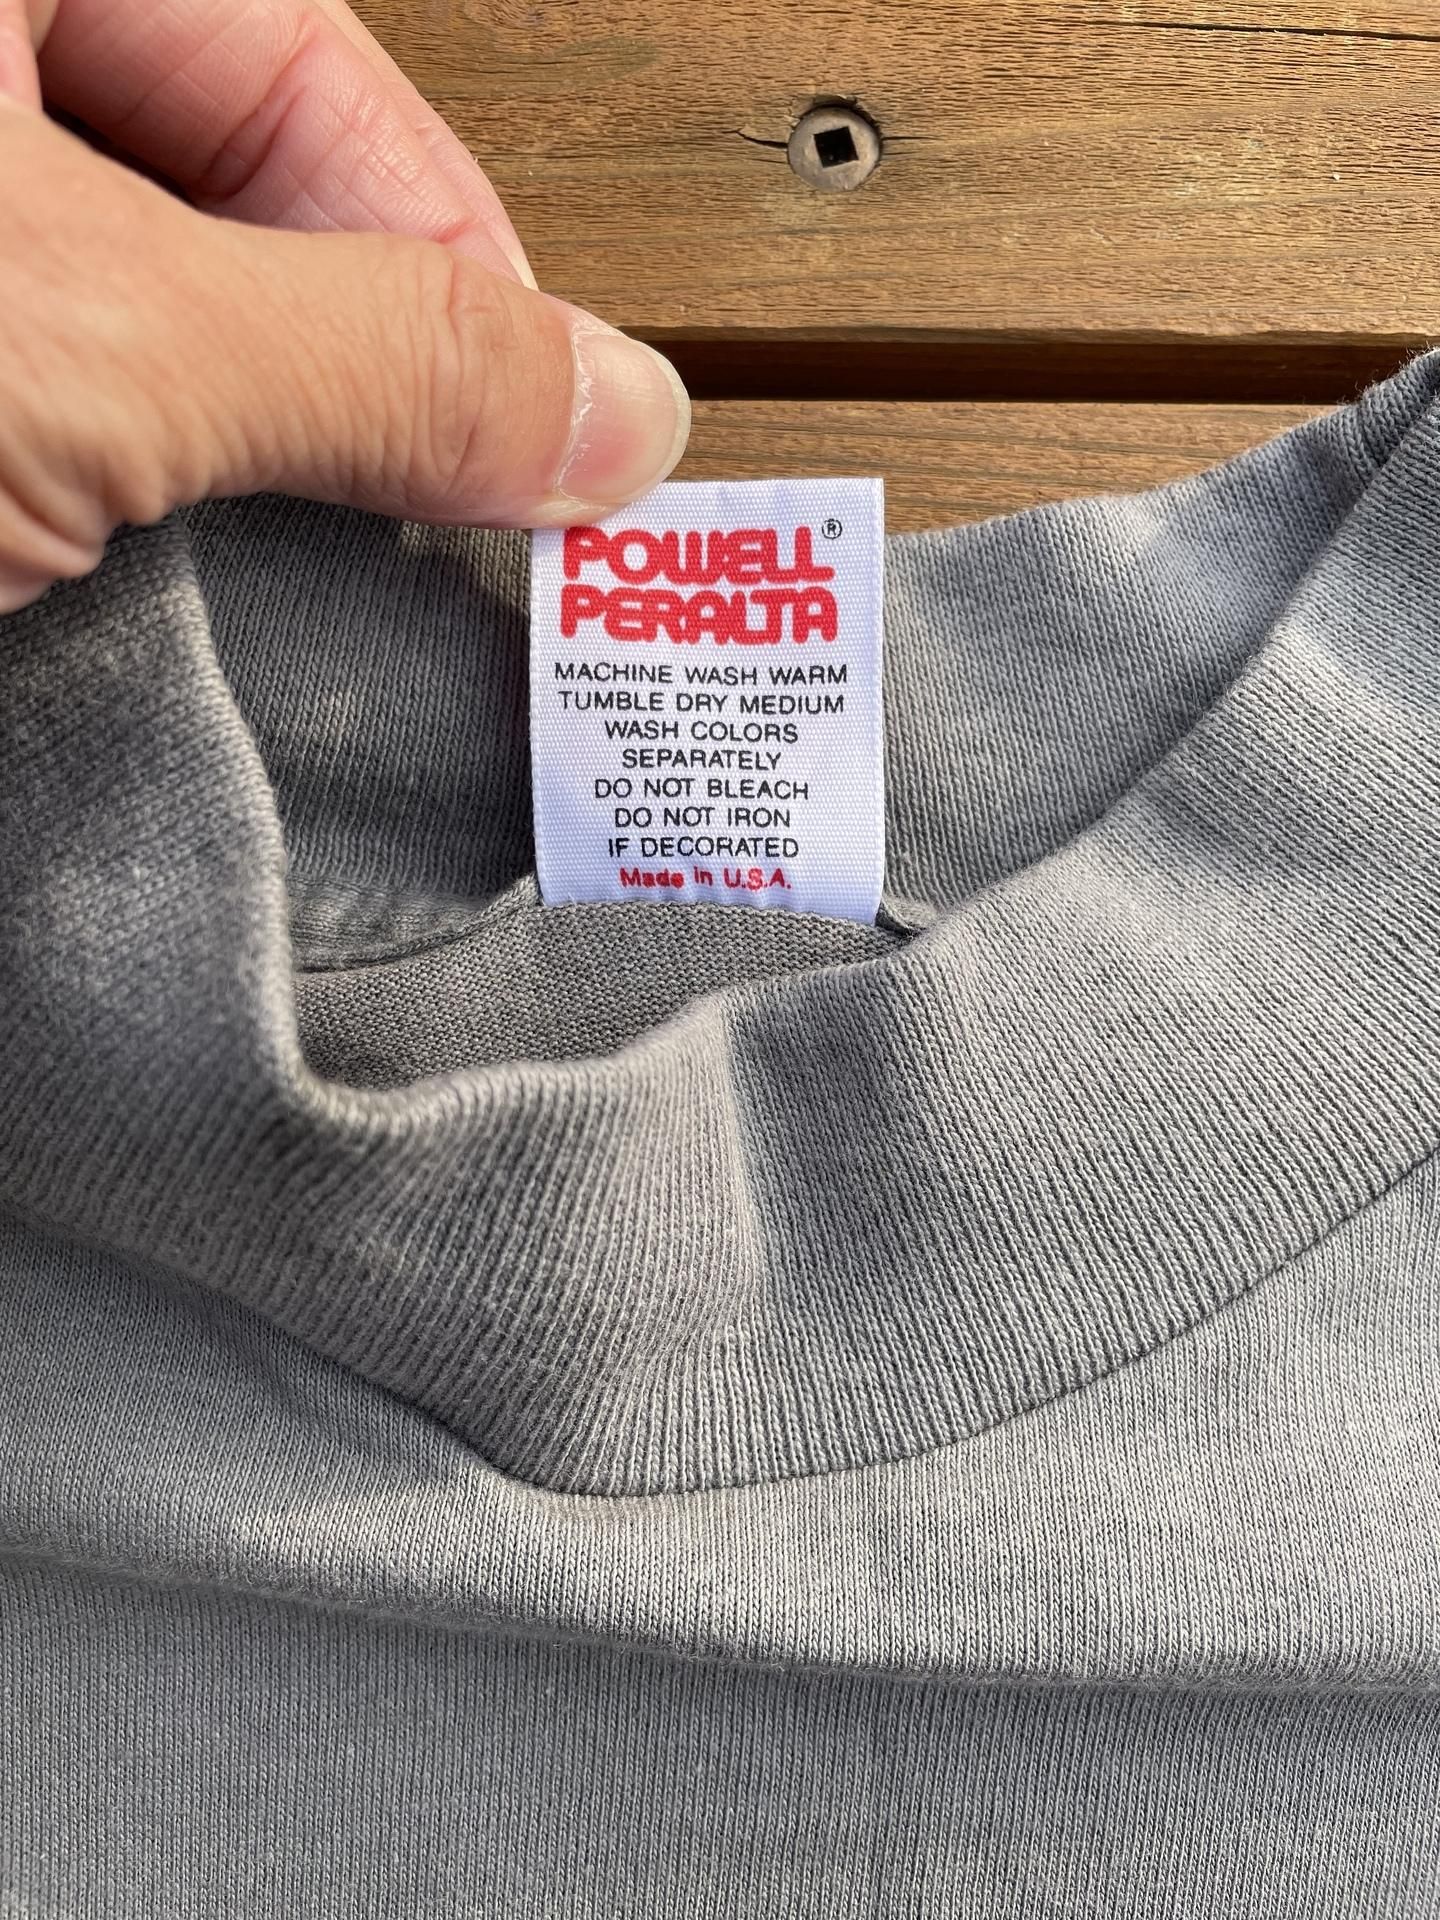 POWELL®
PERALTA
MACHINE WASH WARM
TUMBLE DRY MEDIUM
WASH COLORS
SEPARATELY
DO NOT BLEACH
DO NOT IRON
IF DECORATED
Made in U.S.A.